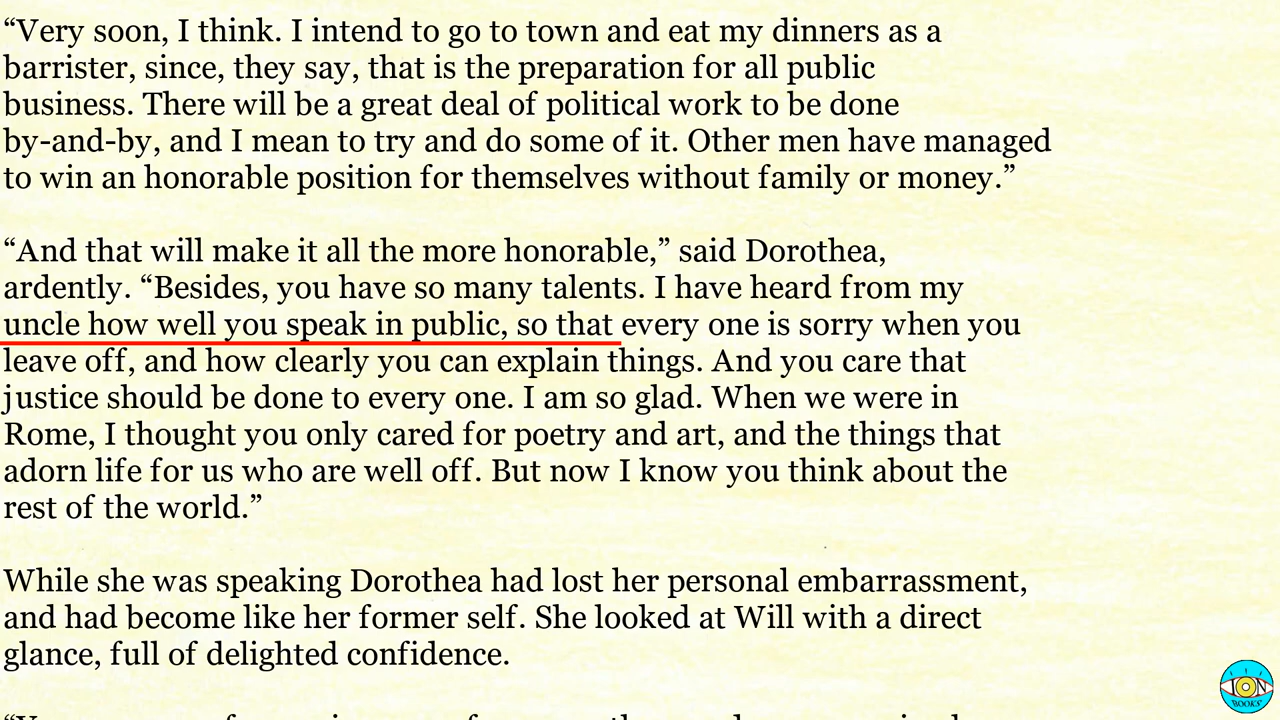 “Very soon, I think. I intend to go to town and eat my dinners as a
barrister, since, they say, that is the preparation for all public
business. There will be a great deal of political work to be done
by-and-by, and I mean to try and do some of it. Other men have managed
to win an honorable position for themselves without family or money.”
“And that will make it all the more honorable,” said Dorothea,
ardently. “Besides, you have so many talents. I have heard from my
uncle how well you speak in public, so that every one is sorry when you
leave off, and how clearly you can explain things. And you care that
justice should be done to every one. I am so glad. When we were in
Rome, I thought you only cared for poetry and art, and the things that
adorn life for us who are well off. But now I know you think about the
rest of the world.”
While she was speaking Dorothea had lost her personal embarrassment,
and had become like her former self. She looked at Will with a direct
glance, full of delighted confidence.
ION
BOOKS